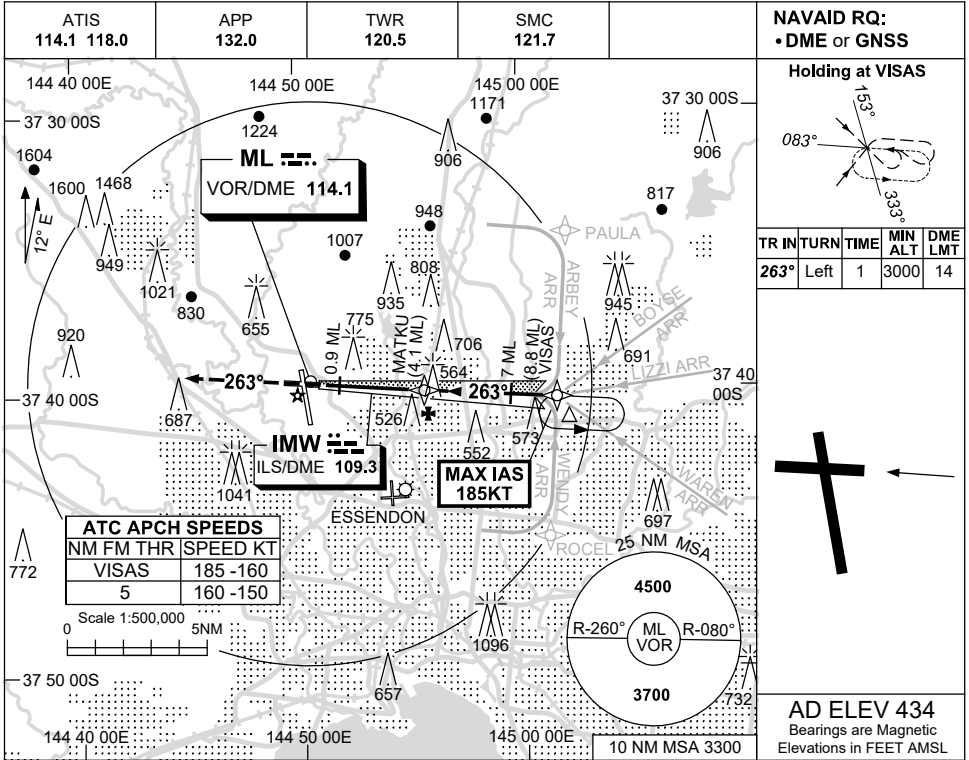 ATIS
114.1 118.0
APP
132.0
TWR
120.5
SMC
121.7
NAVAID RQ:
• DME or GNSS
Holding at VISAS
153°
083°
333°
TR IN TURN TIME MIN ALT DME LMT
263° Left 1 3000 14
144 40 00E
144 50 00E
145 00 00E
37 30 00S
37 30 00S
1171
1224
906
906
1604
ML
VOR/DME 114.1
1600
1468
817
948
12° E
949
1007
PAULA
1021
808
935
945
830
655
ARBEY ARR
BOYSE ARR
775
MATKU (4.1 ML)
706
(8.8 ML) VISAS
7 ML
0.9 ML
691
920
564
LIZZI ARR
37 40 00S
263°
263°
37 40 00S
687
526
573
552
IMW
ILS/DME 109.3
MAX IAS
185KT
WENDY ARR
WAREN ARR
1041
ESSENDON
697
ATC APCH SPEEDS
NM FM THR SPEED KT
VISAS 185 -160
5 160 -150
ROCEL
25 NM MSA
772
4500
Scale 1:500,000
0 5NM
R-260° ML VOR R-080°
1096
3700
657
732
37 50 00S
144 40 00E
144 50 00E
145 00 00E
10 NM MSA 3300
AD ELEV 434
Bearings are Magnetic
Elevations in FEET AMSL